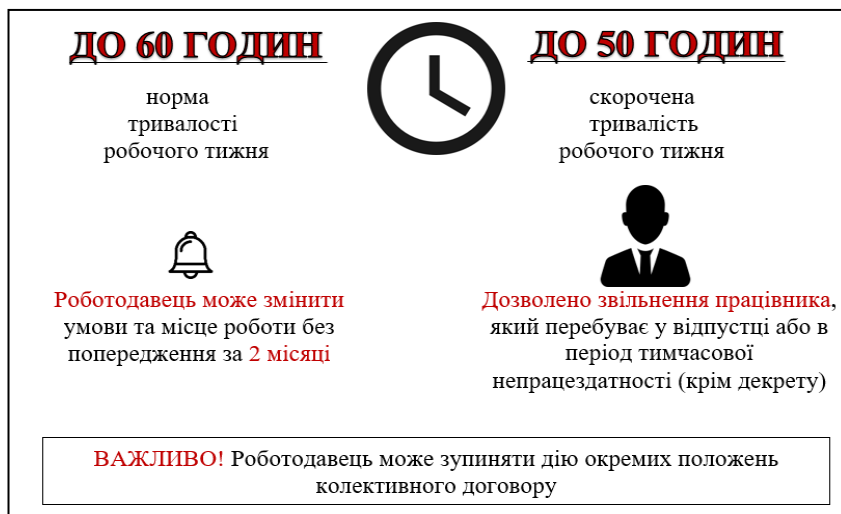 ДО 60 ГОДИН
норма
тривалості
робочого тижня
ДО 50 ГОДИН
скорочена
тривалість
робочого тижня
Роботодавець може змінити
умови та місце роботи без
попередження за 2 місяці
Дозволено звільнення працівника,
який перебуває у відпустці або в
період тимчасової
непрацездатності (крім декрету)
ВАЖЛИВО! Роботодавець може зупиняти дію окремих положень
колективного договору